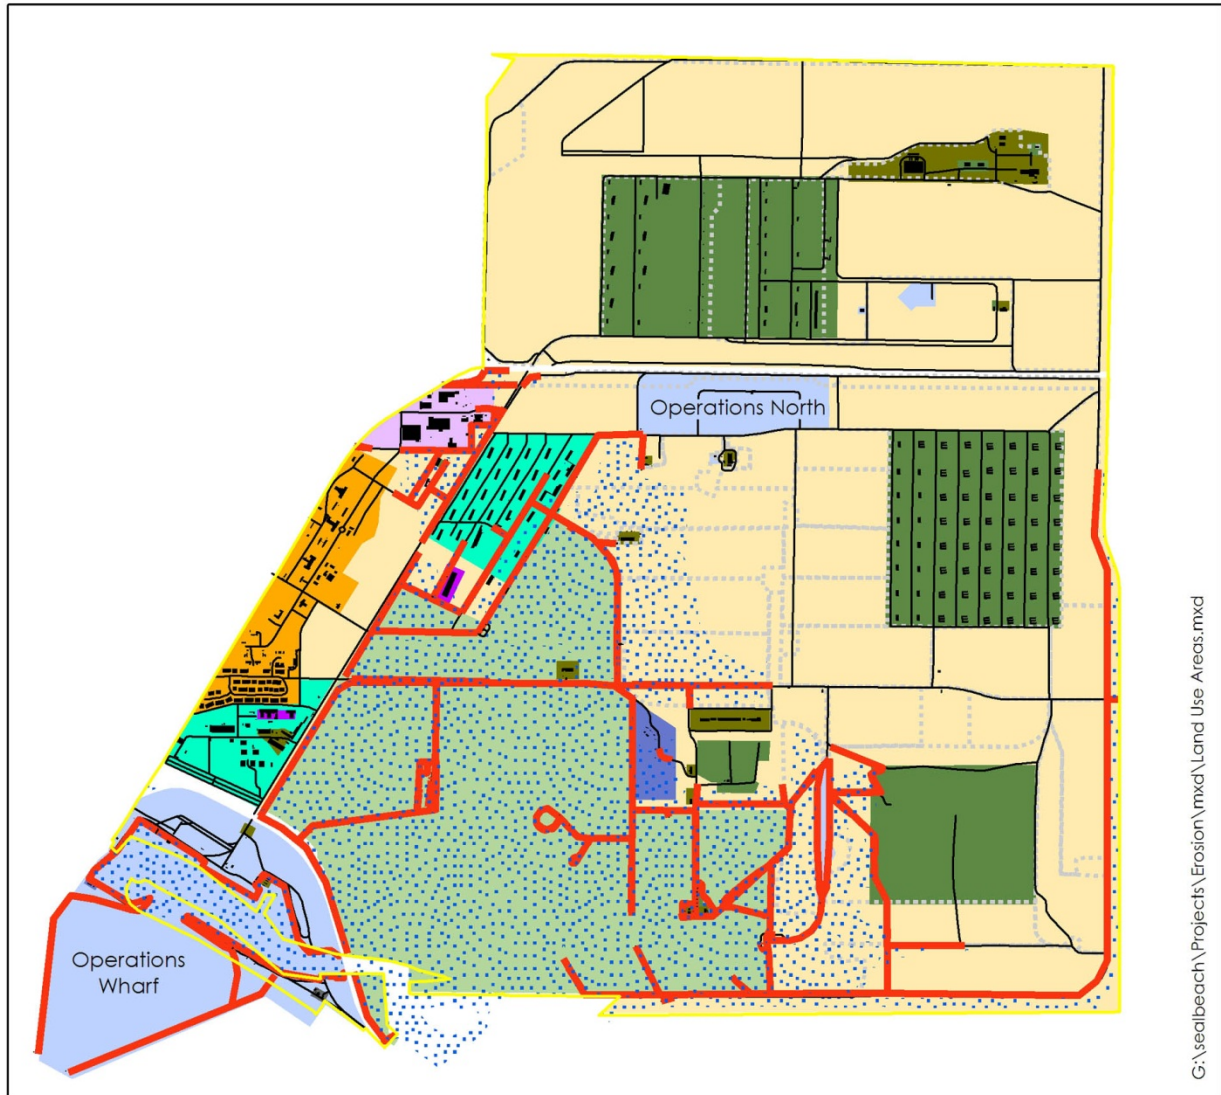 Operations North
Operations
Wharf
G:\sealbeach\Projects\Erosion\mxd\Land Use Areas.mxd